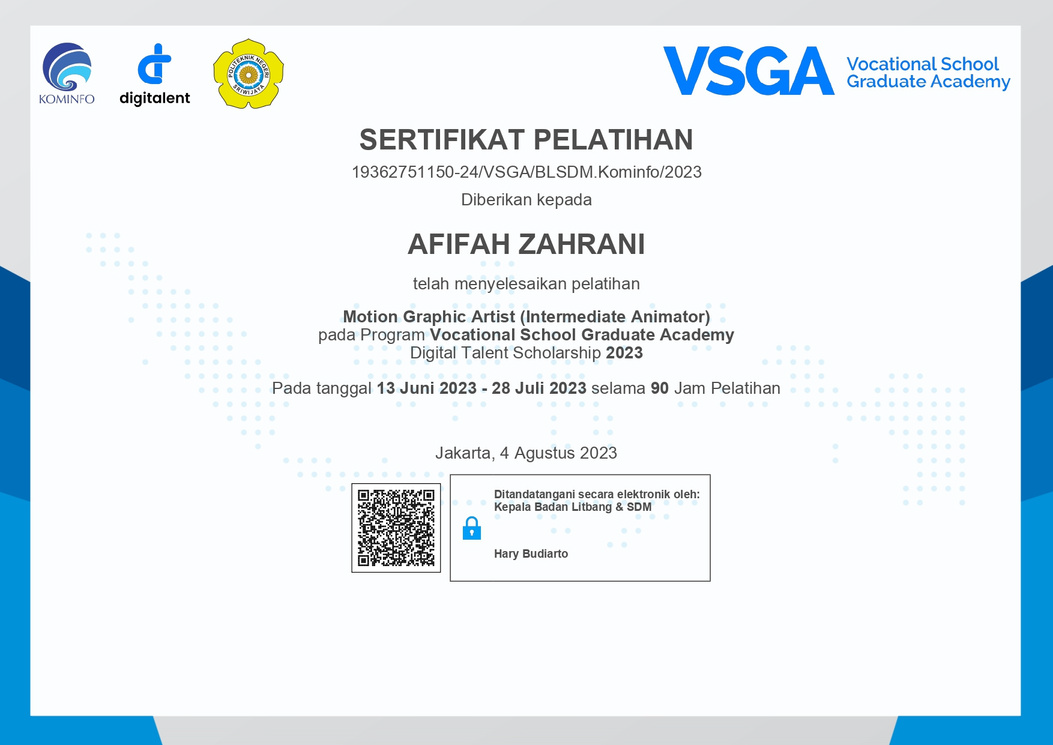 KOMINFO
digitalent
POLITEKNIK NEGERI
SRIWIJAYA
VSGA
Vocational School
Graduate Academy
SERTIFIKAT PELATIHAN
19362751150-24/VSGA/BLSDM.Kominfo/2023
Diberikan kepada
AFIFAH ZAHRANI
telah menyelesaikan pelatihan
Motion Graphic Artist (Intermediate Animator)
pada Program Vocational School Graduate Academy
Digital Talent Scholarship 2023
Pada tanggal 13 Juni 2023 - 28 Juli 2023 selama 90 Jam Pelatihan
Jakarta, 4 Agustus 2023
Ditandatangani secara elektronik oleh:
Kepala Badan Litbang & SDM
Hary Budiarto